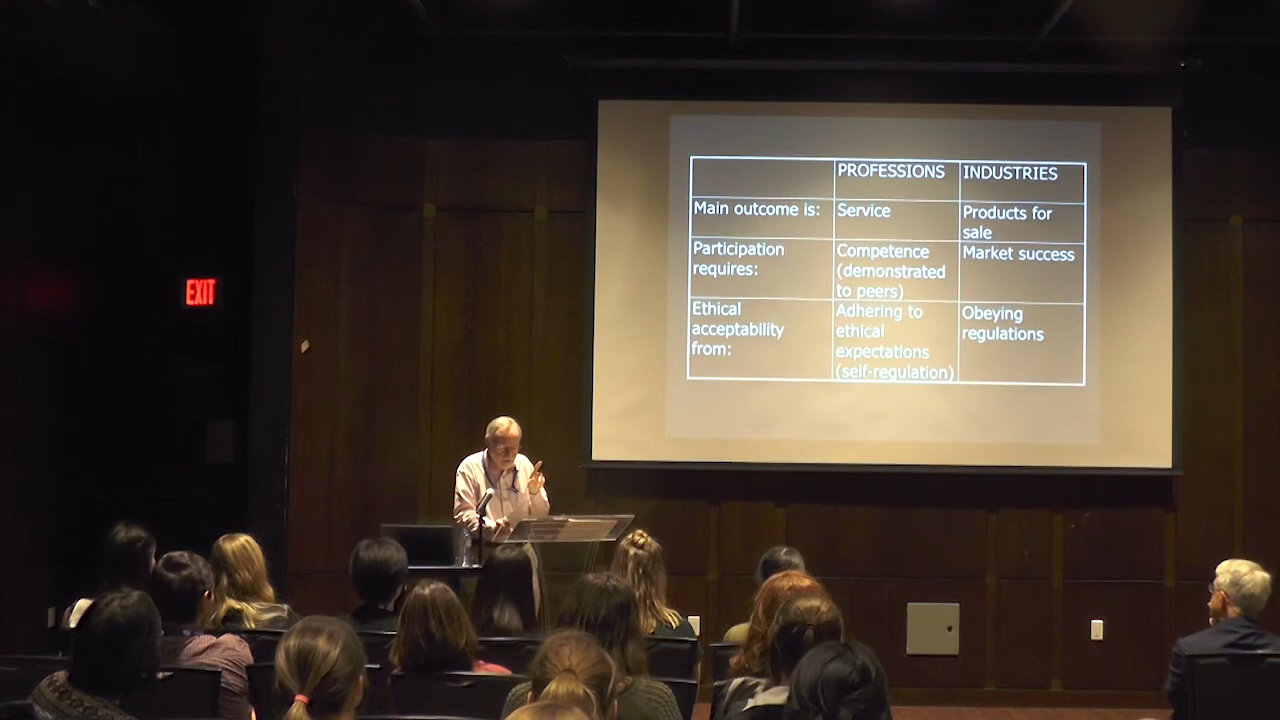 PROFESSIONS INDUSTRIES
Main outcome is: Service Products for
sale
Participation Competence Market success
requires: (demonstrated
to peers)
Ethical Adhering to Obeying
acceptability ethical regulations
from: expectations
(self-regulation)
EXIT